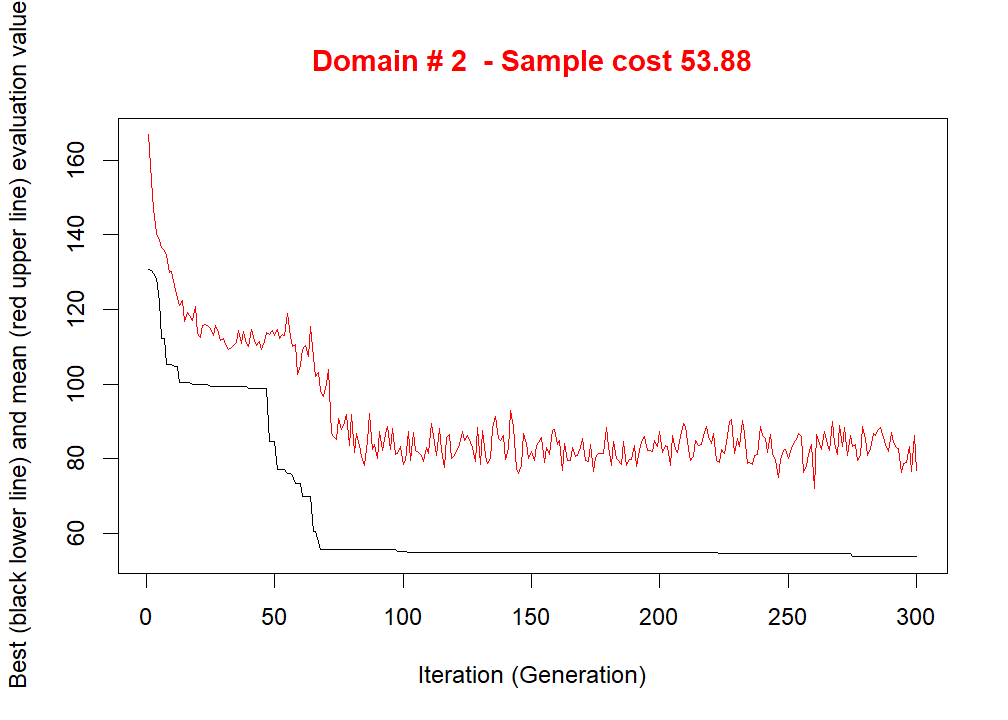 Domain # 2  - Sample cost 53.88
Best (black lower line) and mean (red upper line) evaluation value
160
140
120
100
80
60
0 50 100 150 200 250 300
Iteration (Generation)